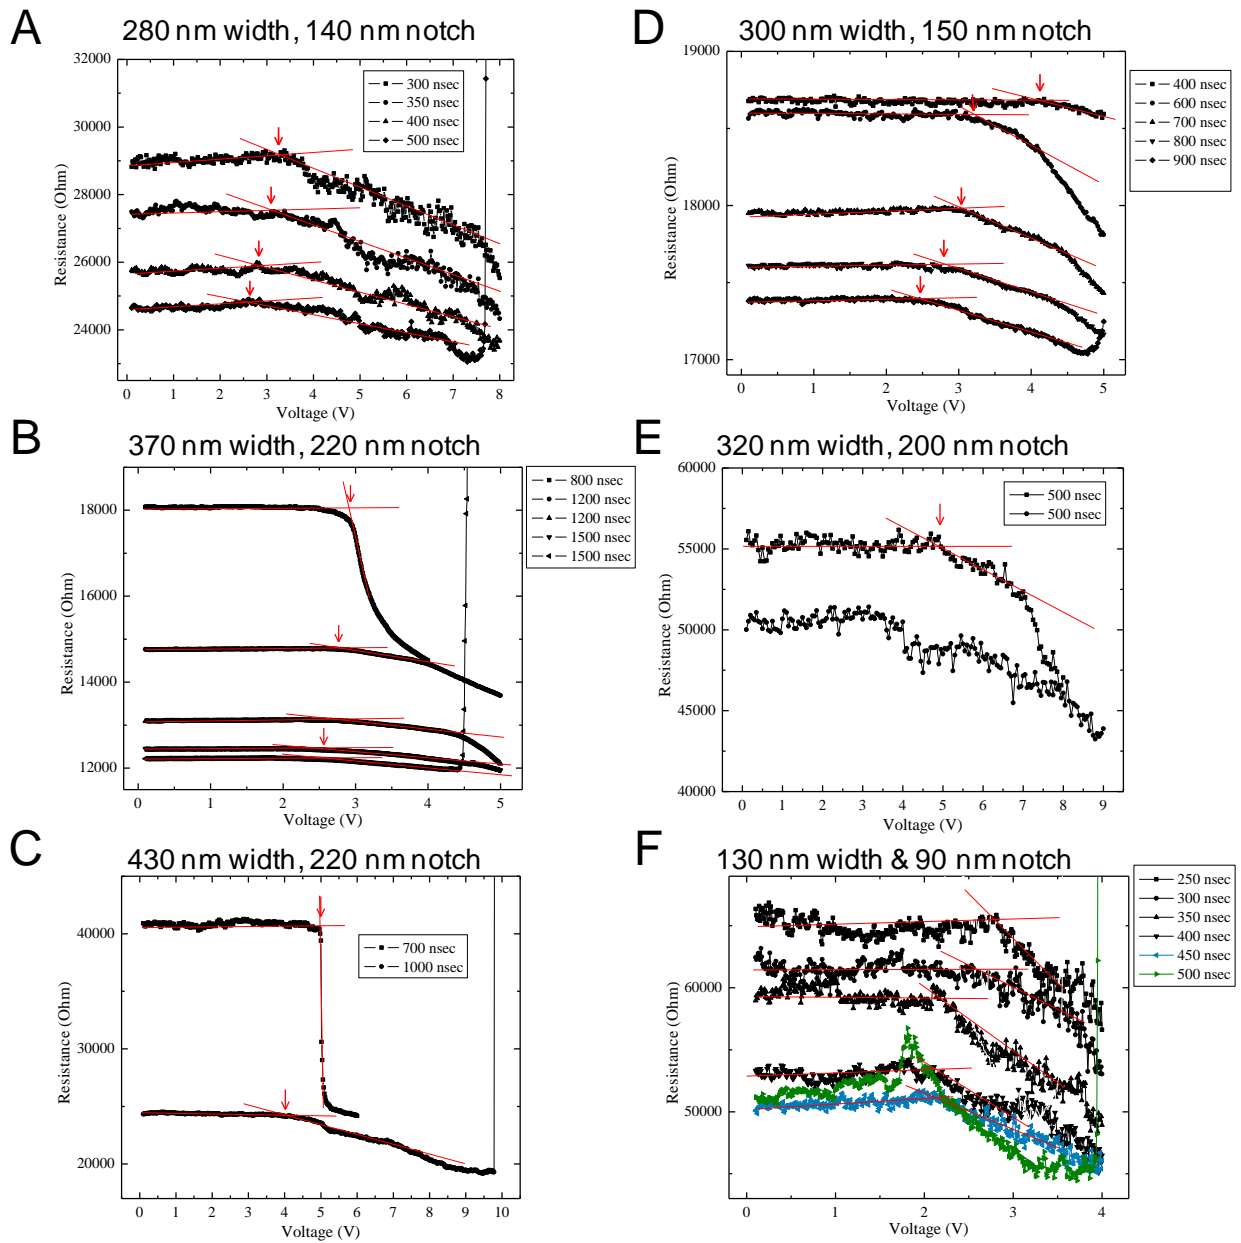 A
280 nm width, 140 nm notch
32000
30000
28000
26000
24000
Resistance (Ohm)
0 1 2 3 4 5 6 7 8
Voltage (V)
300 nsec
350 nsec
400 nsec
500 nsec
D
300 nm width, 150 nm notch
19000
18000
17000
Resistance (Ohm)
0 1 2 3 4 5
Voltage (V)
400 nsec
600 nsec
700 nsec
800 nsec
900 nsec
B
370 nm width, 220 nm notch
18000
16000
14000
12000
Resistance (Ohm)
0 1 2 3 4 5
Voltage (V)
800 nsec
1200 nsec
1200 nsec
1500 nsec
1500 nsec
E
320 nm width, 200 nm notch
60000
55000
50000
45000
40000
Resistance (Ohm)
0 1 2 3 4 5 6 7 8 9
Voltage (V)
500 nsec
500 nsec
C
430 nm width, 220 nm notch
40000
30000
20000
Resistance (Ohm)
0 1 2 3 4 5 6 7 8 9 10
Voltage (V)
700 nsec
1000 nsec
F
130 nm width & 90 nm notch
60000
50000
Resistance (Ohm)
0 1 2 3 4
Voltage (V)
250 nsec
300 nsec
350 nsec
400 nsec
450 nsec
500 nsec